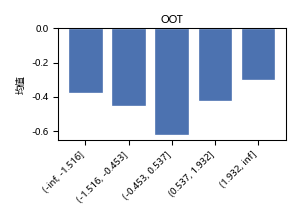 OOT
0.0
-0.2
-0.4
-0.6
均值
(-inf, -1.516]
(-1.516, -0.453]
(-0.453, 0.537]
(0.537, 1.932]
(1.932, inf]